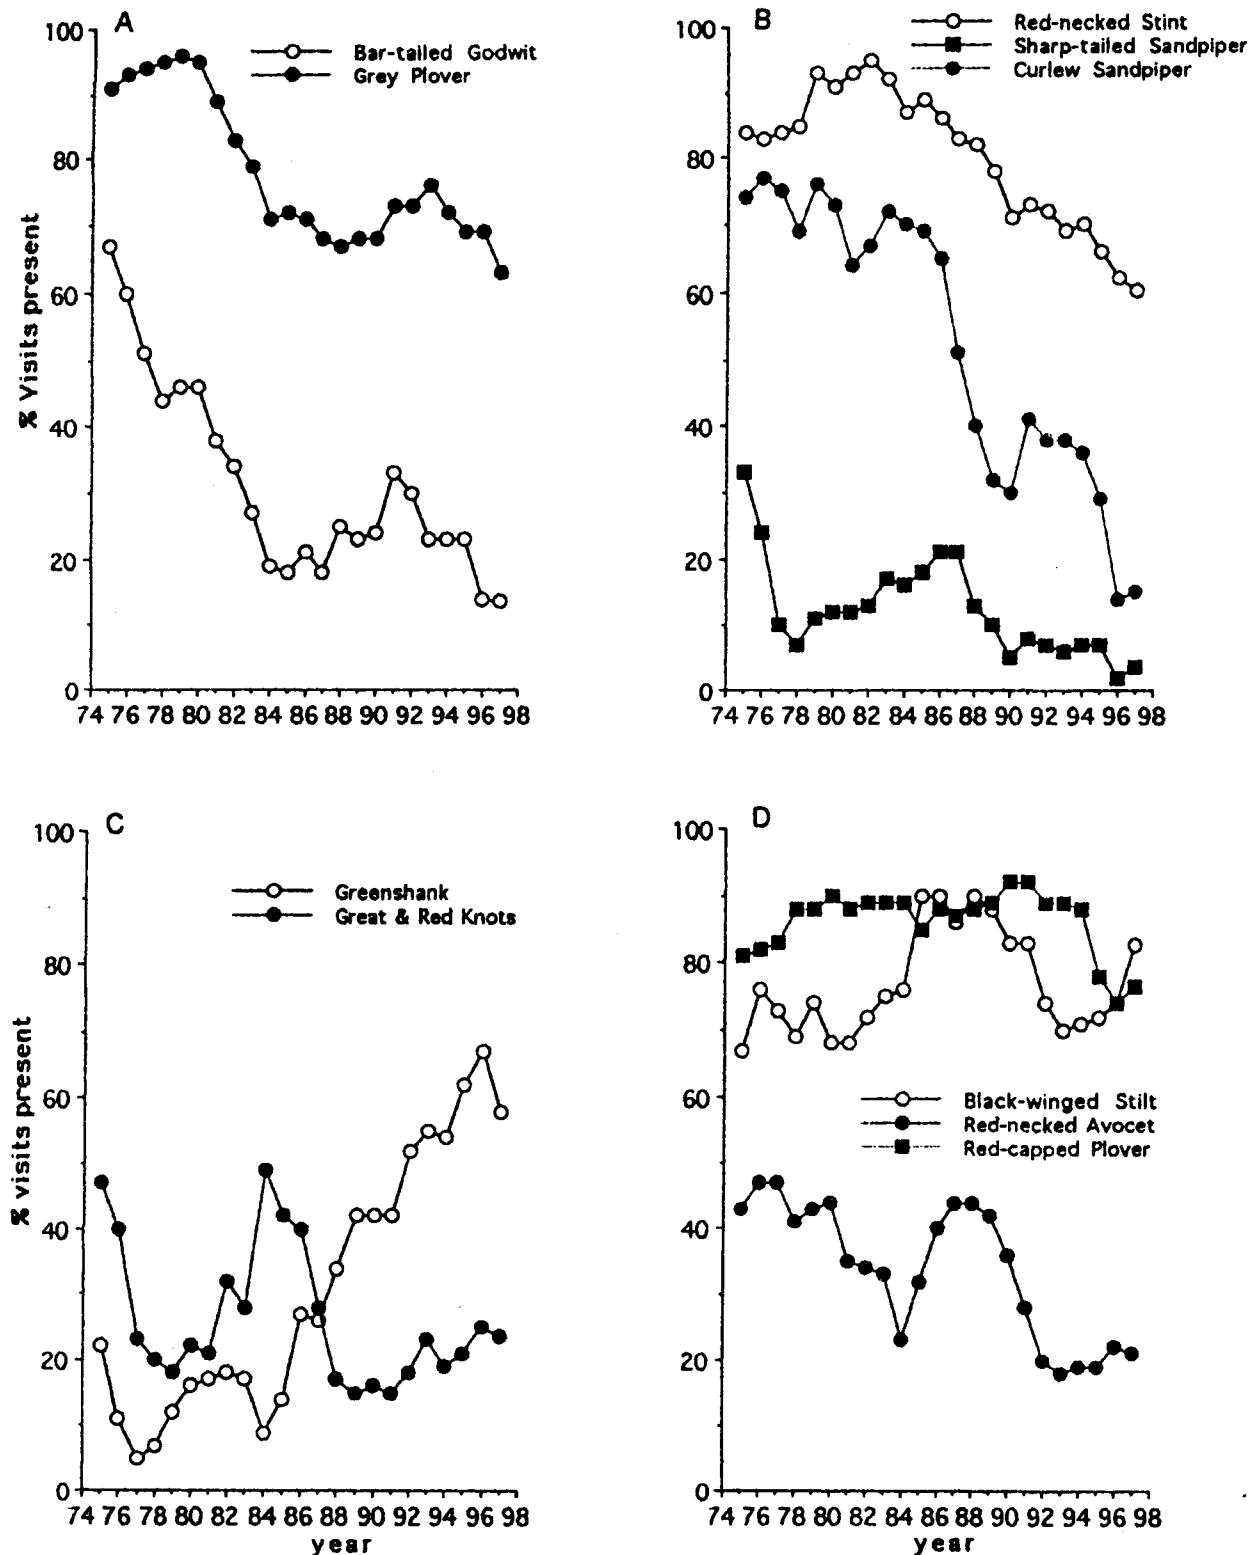 A
Bar-tailed Godwit
Grey Plover
100
80
60
40
20
0
% Visits present
74 76 78 80 82 84 86 88 90 92 94 96 98
B
Red-necked Stint
Sharp-tailed Sandpiper
Curlew Sandpiper
100
80
60
40
20
0
74 76 78 80 82 84 86 88 90 92 94 96 98
C
Greenshank
Great & Red Knots
100
80
60
40
20
0
% visits present
74 76 78 80 82 84 86 88 90 92 94 96 98
year
D
100
80
60
40
20
0
Black-winged Stilt
Red-necked Avocet
Red-capped Plover
74 76 78 80 82 84 86 88 90 92 94 96 98
year